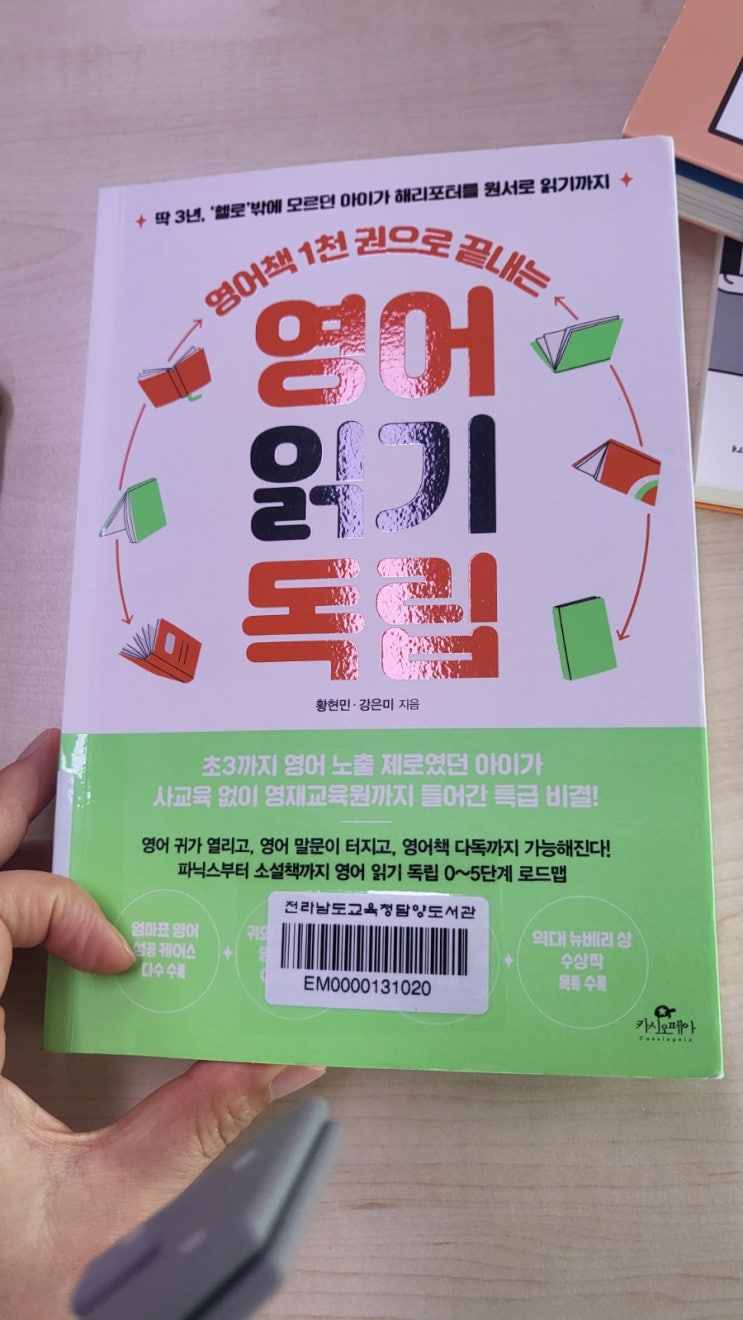 딱 3년, '헬로'밖에 모르던 아이가 해리포터를 원서로 읽기까지
영어책 1천 권으로 끝내는
영어
읽기
독립
황현민·강은미 지음
초3까지 영어 노출 제로였던 아이가
사교육 없이 영재교육원까지 들어간 특급 비결!
영어 귀가 열리고, 영어 말문이 터지고, 영어책 다독까지 가능해진다!
파닉스부터 소설책까지 영어 읽기 독립 0~5단계 로드맵
엄마표 영어
성공 케이스
다수 수록
전라남도교육청담양도서관
EM0000131020
역대 뉴베리 상
수상작
목록 수록
카시오페아
Cassiopeia